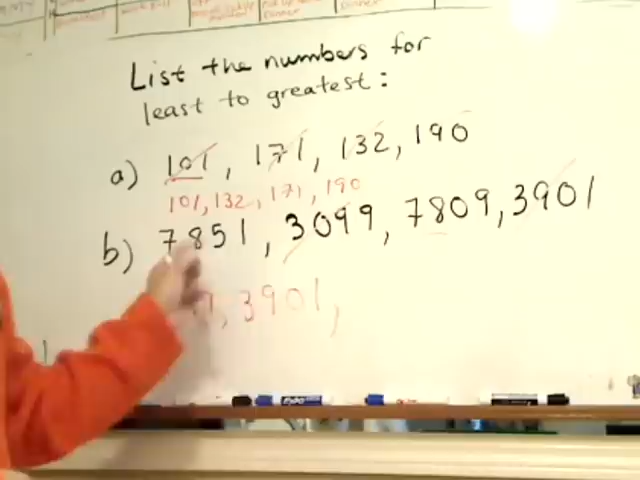 List the numbers for
least to greatest:
a) 101, 171, 132, 190
101, 132, 171, 190
b) 7851, 3099, 7809, 3901
, 3901,